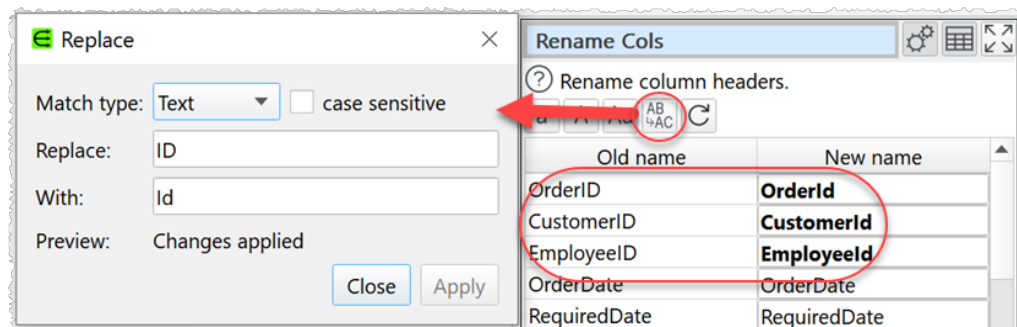 Replace
Match type: Text case sensitive
Replace: ID
With: Id
Preview: Changes applied
Close Apply
Rename Cols
? Rename column headers.
a A Aa AB AC
Old name New name
OrderID OrderId
CustomerID CustomerId
EmployeeID EmployeeId
OrderDate OrderDate
RequiredDate RequiredDate